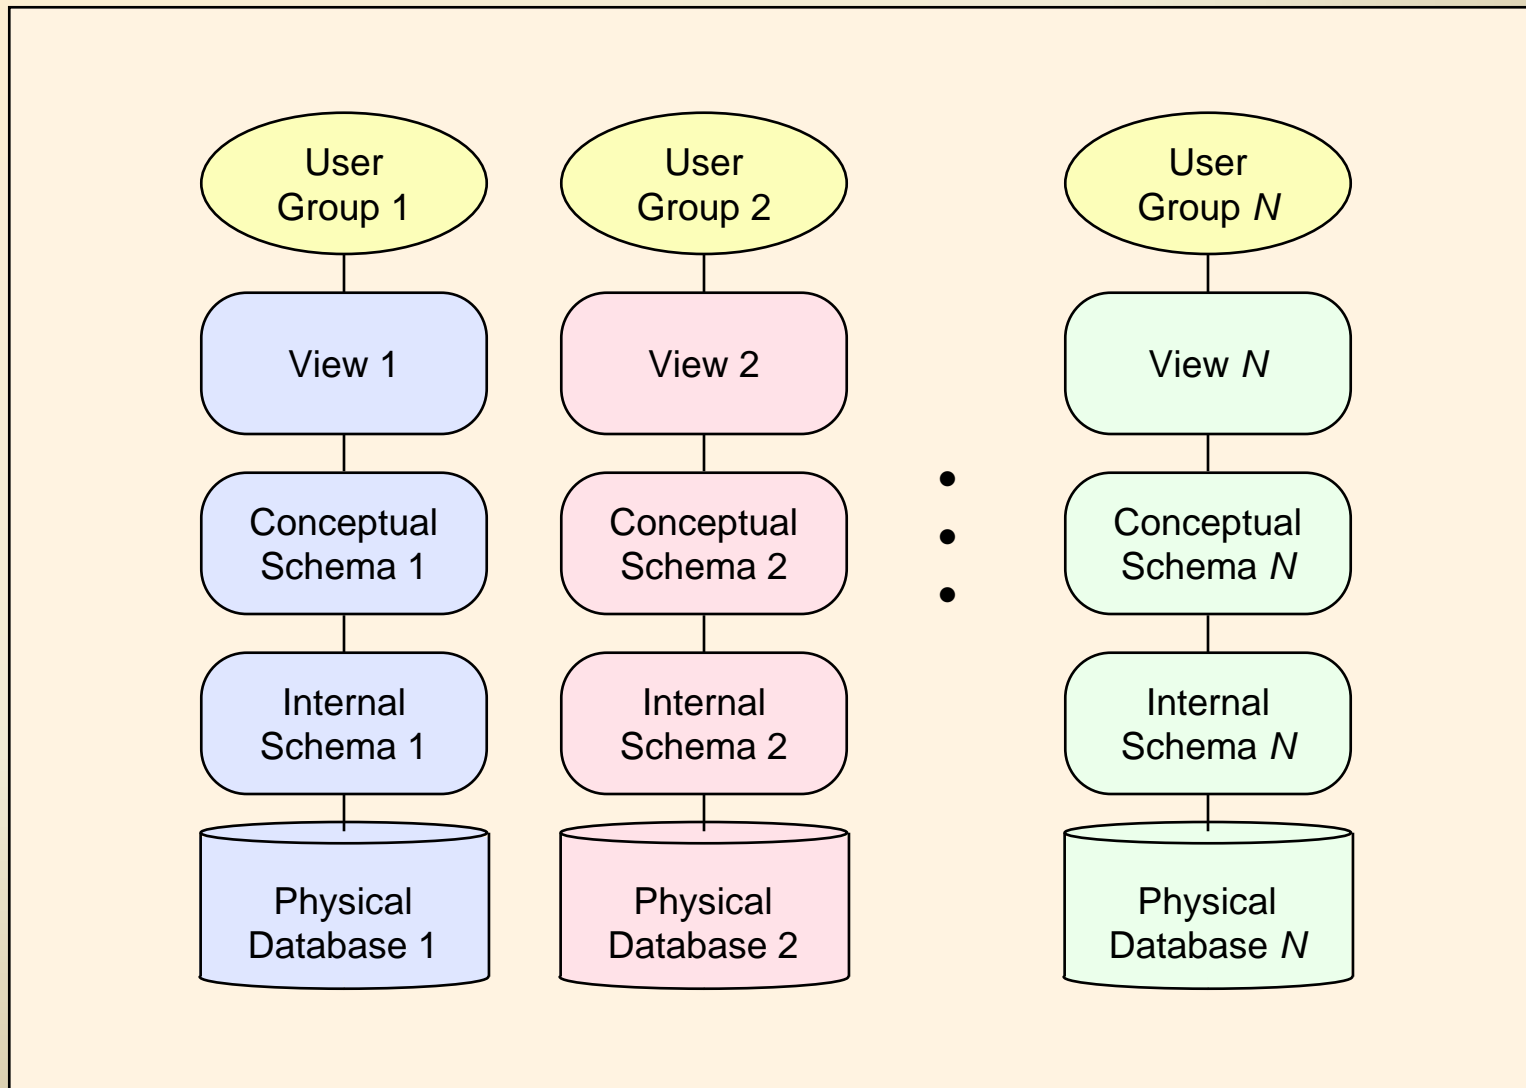 User
Group 1
User
Group 2
User
Group N
View 1
View 2
View N
Conceptual
Schema 1
Conceptual
Schema 2
Conceptual
Schema N
Internal
Schema 1
Internal
Schema 2
Internal
Schema N
Physical
Database 1
Physical
Database 2
Physical
Database N